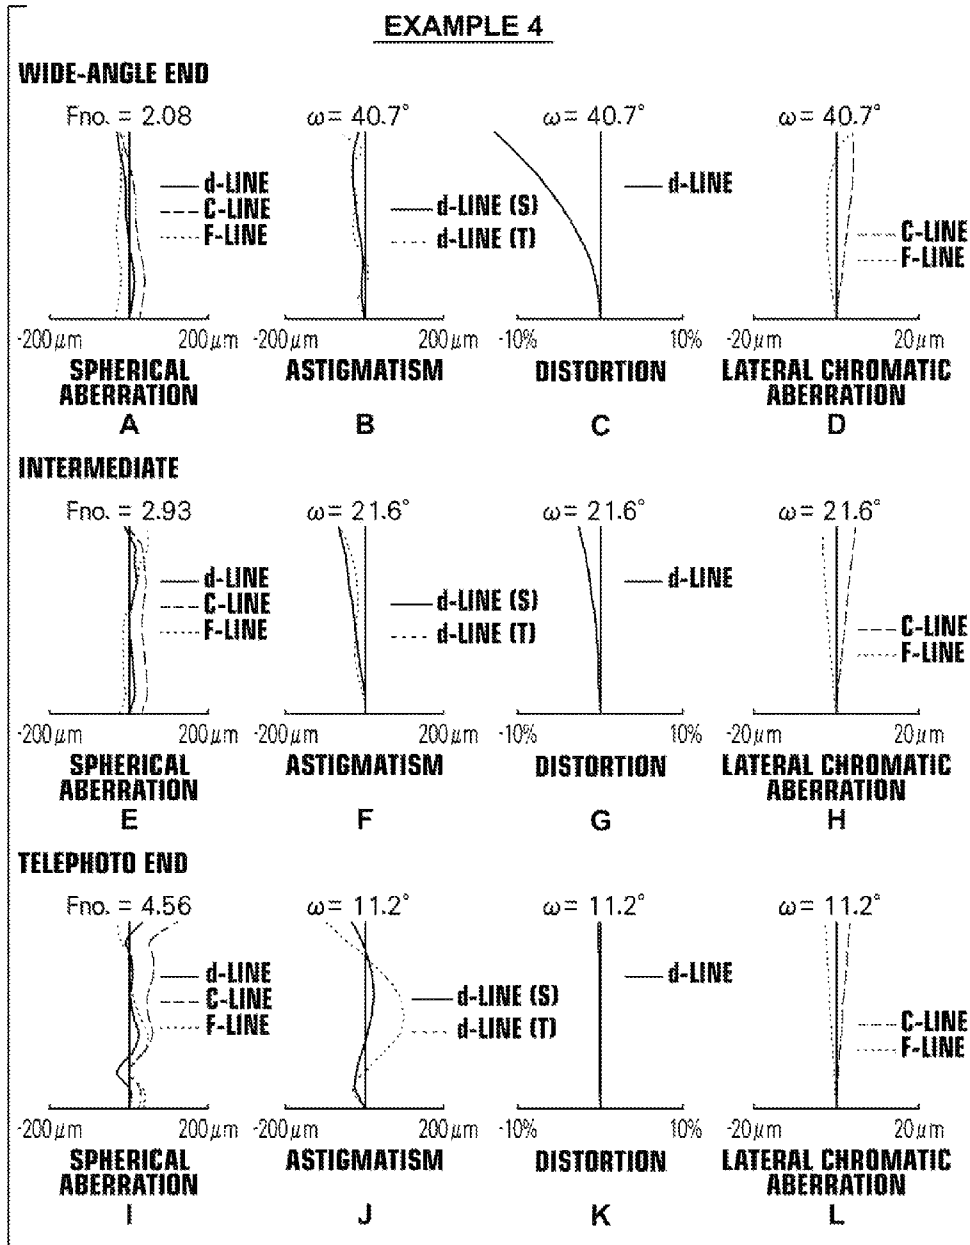 EXAMPLE 4
WIDE-ANGLE END
Fno. = 2.08
ω = 40.7°
ω = 40.7°
ω = 40.7°
d-LINE
C-LINE
F-LINE
d-LINE (S)
d-LINE (T)
d-LINE
C-LINE
F-LINE
-200μm 200μm -200μm 200μm -10% 10% -20μm 20μm
SPHERICAL ABERRATION
ASTIGMATISM
DISTORTION
LATERAL CHROMATIC ABERRATION
A B C D
INTERMEDIATE
Fno. = 2.93
ω = 21.6°
ω = 21.6°
ω = 21.6°
d-LINE
C-LINE
F-LINE
d-LINE (S)
d-LINE (T)
d-LINE
C-LINE
F-LINE
-200μm 200μm -200μm 200μm -10% 10% -20μm 20μm
SPHERICAL ABERRATION
ASTIGMATISM
DISTORTION
LATERAL CHROMATIC ABERRATION
E F G H
TELEPHOTO END
Fno. = 4.56
ω = 11.2°
ω = 11.2°
ω = 11.2°
d-LINE
C-LINE
F-LINE
d-LINE (S)
d-LINE (T)
d-LINE
C-LINE
F-LINE
-200μm 200μm -200μm 200μm -10% 10% -20μm 20μm
SPHERICAL ABERRATION
ASTIGMATISM
DISTORTION
LATERAL CHROMATIC ABERRATION
I J K L